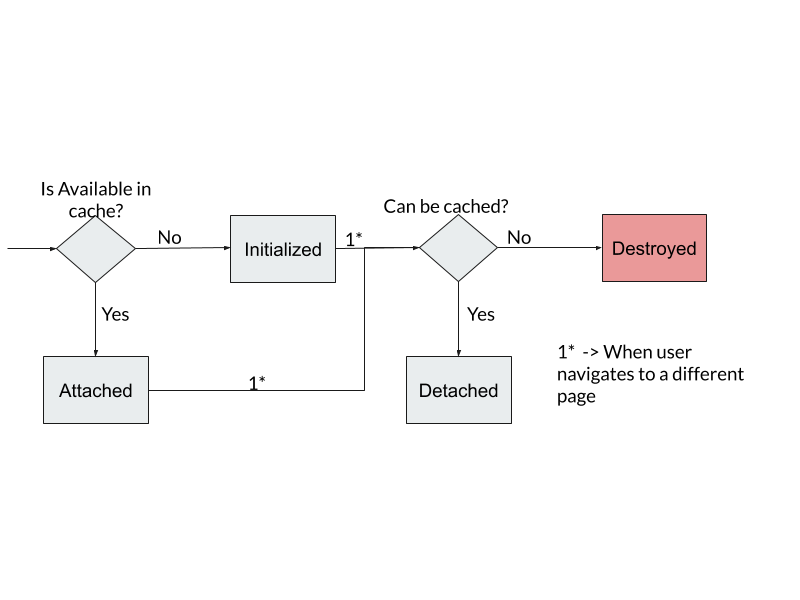 Is Available in
cache?
No
Initialized
1*
Can be cached?
No
Destroyed
Yes
Yes
Attached
1*
Detached
1* -> When user
navigates to a different
page